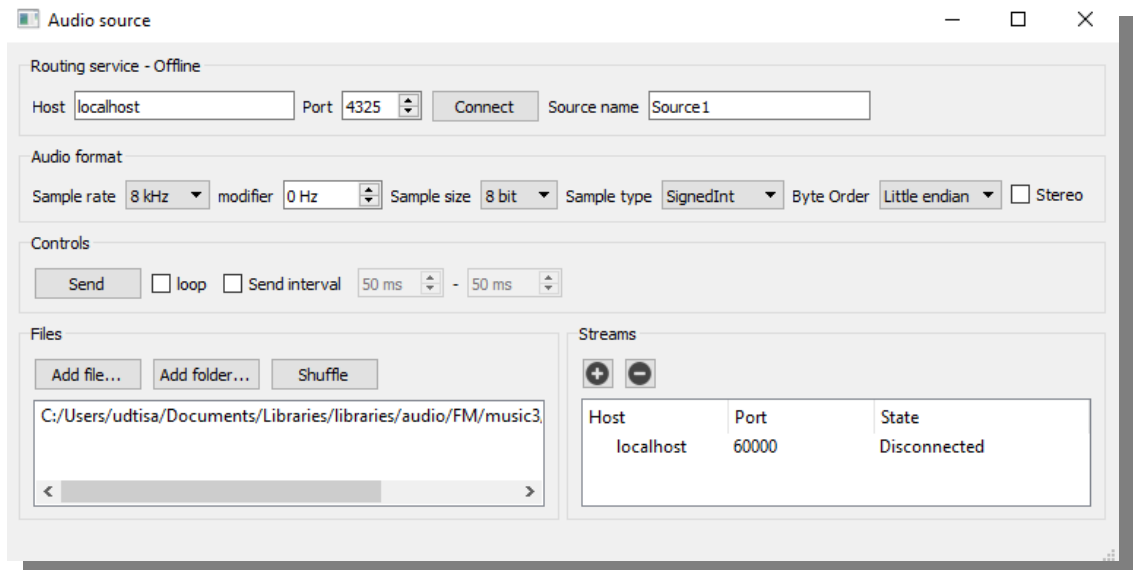 Audio source
Routing service - Offline
Host localhost Port 4325 Connect Source name Source1
Audio format
Sample rate 8 kHz modifier 0 Hz Sample size 8 bit Sample type SignedInt Byte Order Little endian Stereo
Controls
Send loop Send interval 50 ms - 50 ms
Files
Add file... Add folder... Shuffle
C:/Users/udtisa/Documents/Libraries/libraries/audio/FM/music3
Streams
Host Port State
localhost 60000 Disconnected